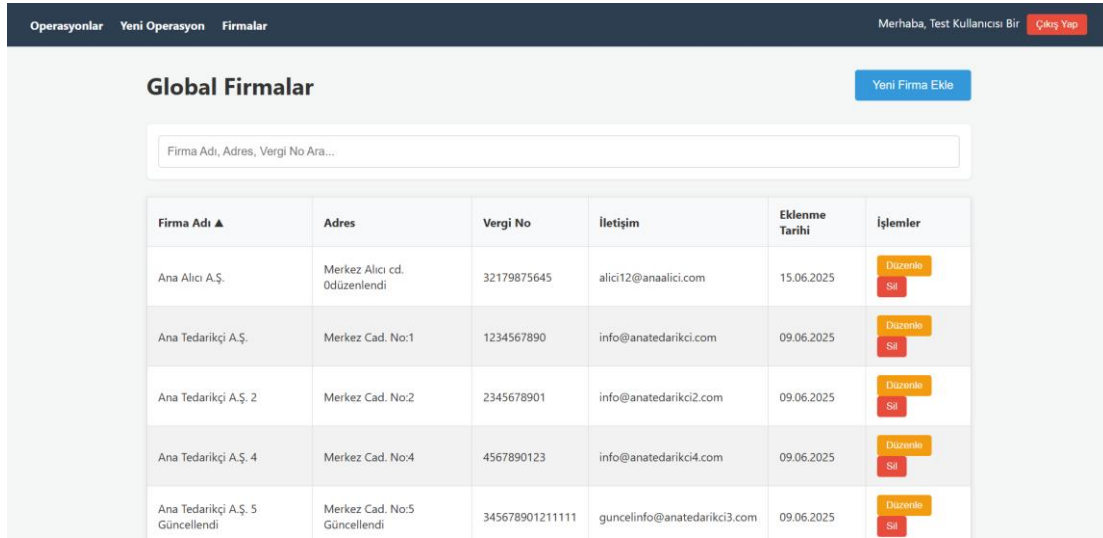 Operasyonlar Yeni Operasyon Firmalar Merhaba, Test Kullanıcısı Bir Çıkış Yap
Global Firmalar Yeni Firma Ekle
Firma Adı, Adres, Vergi No Ara...
Firma Adı ▲ Adres Vergi No İletişim Eklenme Tarihi İşlemler
Ana Alıcı A.Ş. Merkez Alıcı cd. 0düzenlendi 32179875645 alici12@anaalici.com 15.06.2025 Düzenle Sil
Ana Tedarikçi A.Ş. Merkez Cad. No:1 1234567890 info@anatedarikci.com 09.06.2025 Düzenle Sil
Ana Tedarikçi A.Ş. 2 Merkez Cad. No:2 2345678901 info@anatedarikci2.com 09.06.2025 Düzenle Sil
Ana Tedarikçi A.Ş. 4 Merkez Cad. No:4 4567890123 info@anatedarikci4.com 09.06.2025 Düzenle Sil
Ana Tedarikçi A.Ş. 5 Güncellendi Merkez Cad. No:5 Güncellendi 345678901211111 guncelinfo@anatedarikci3.com 09.06.2025 Düzenle Sil